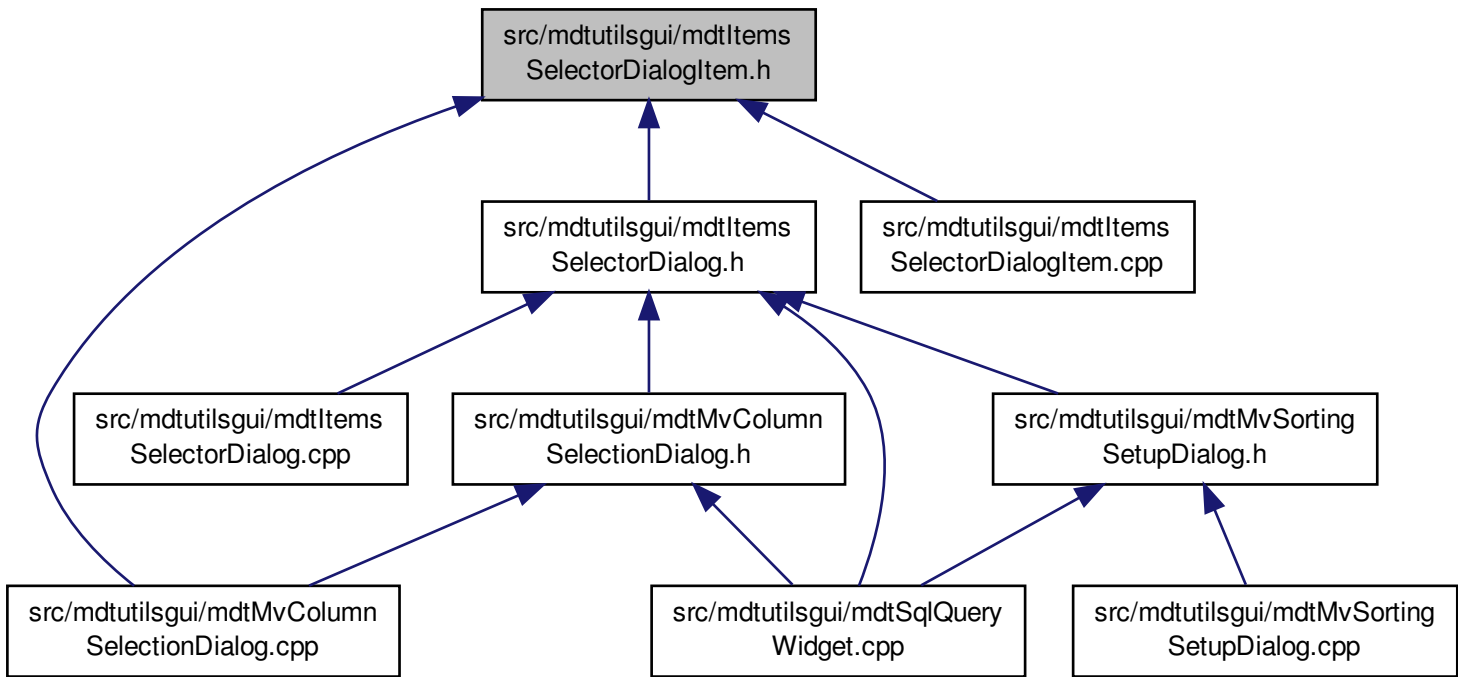 src/mdtutilsgui/mdtItems
SelectorDialogItem.h
src/mdtutilsgui/mdtItems
SelectorDialog.h
src/mdtutilsgui/mdtItems
SelectorDialogItem.cpp
src/mdtutilsgui/mdtItems
SelectorDialog.cpp
src/mdtutilsgui/mdtMvColumn
SelectionDialog.h
src/mdtutilsgui/mdtMvSorting
SetupDialog.h
src/mdtutilsgui/mdtMvColumn
SelectionDialog.cpp
src/mdtutilsgui/mdtSqlQuery
Widget.cpp
src/mdtutilsgui/mdtMvSorting
SetupDialog.cpp